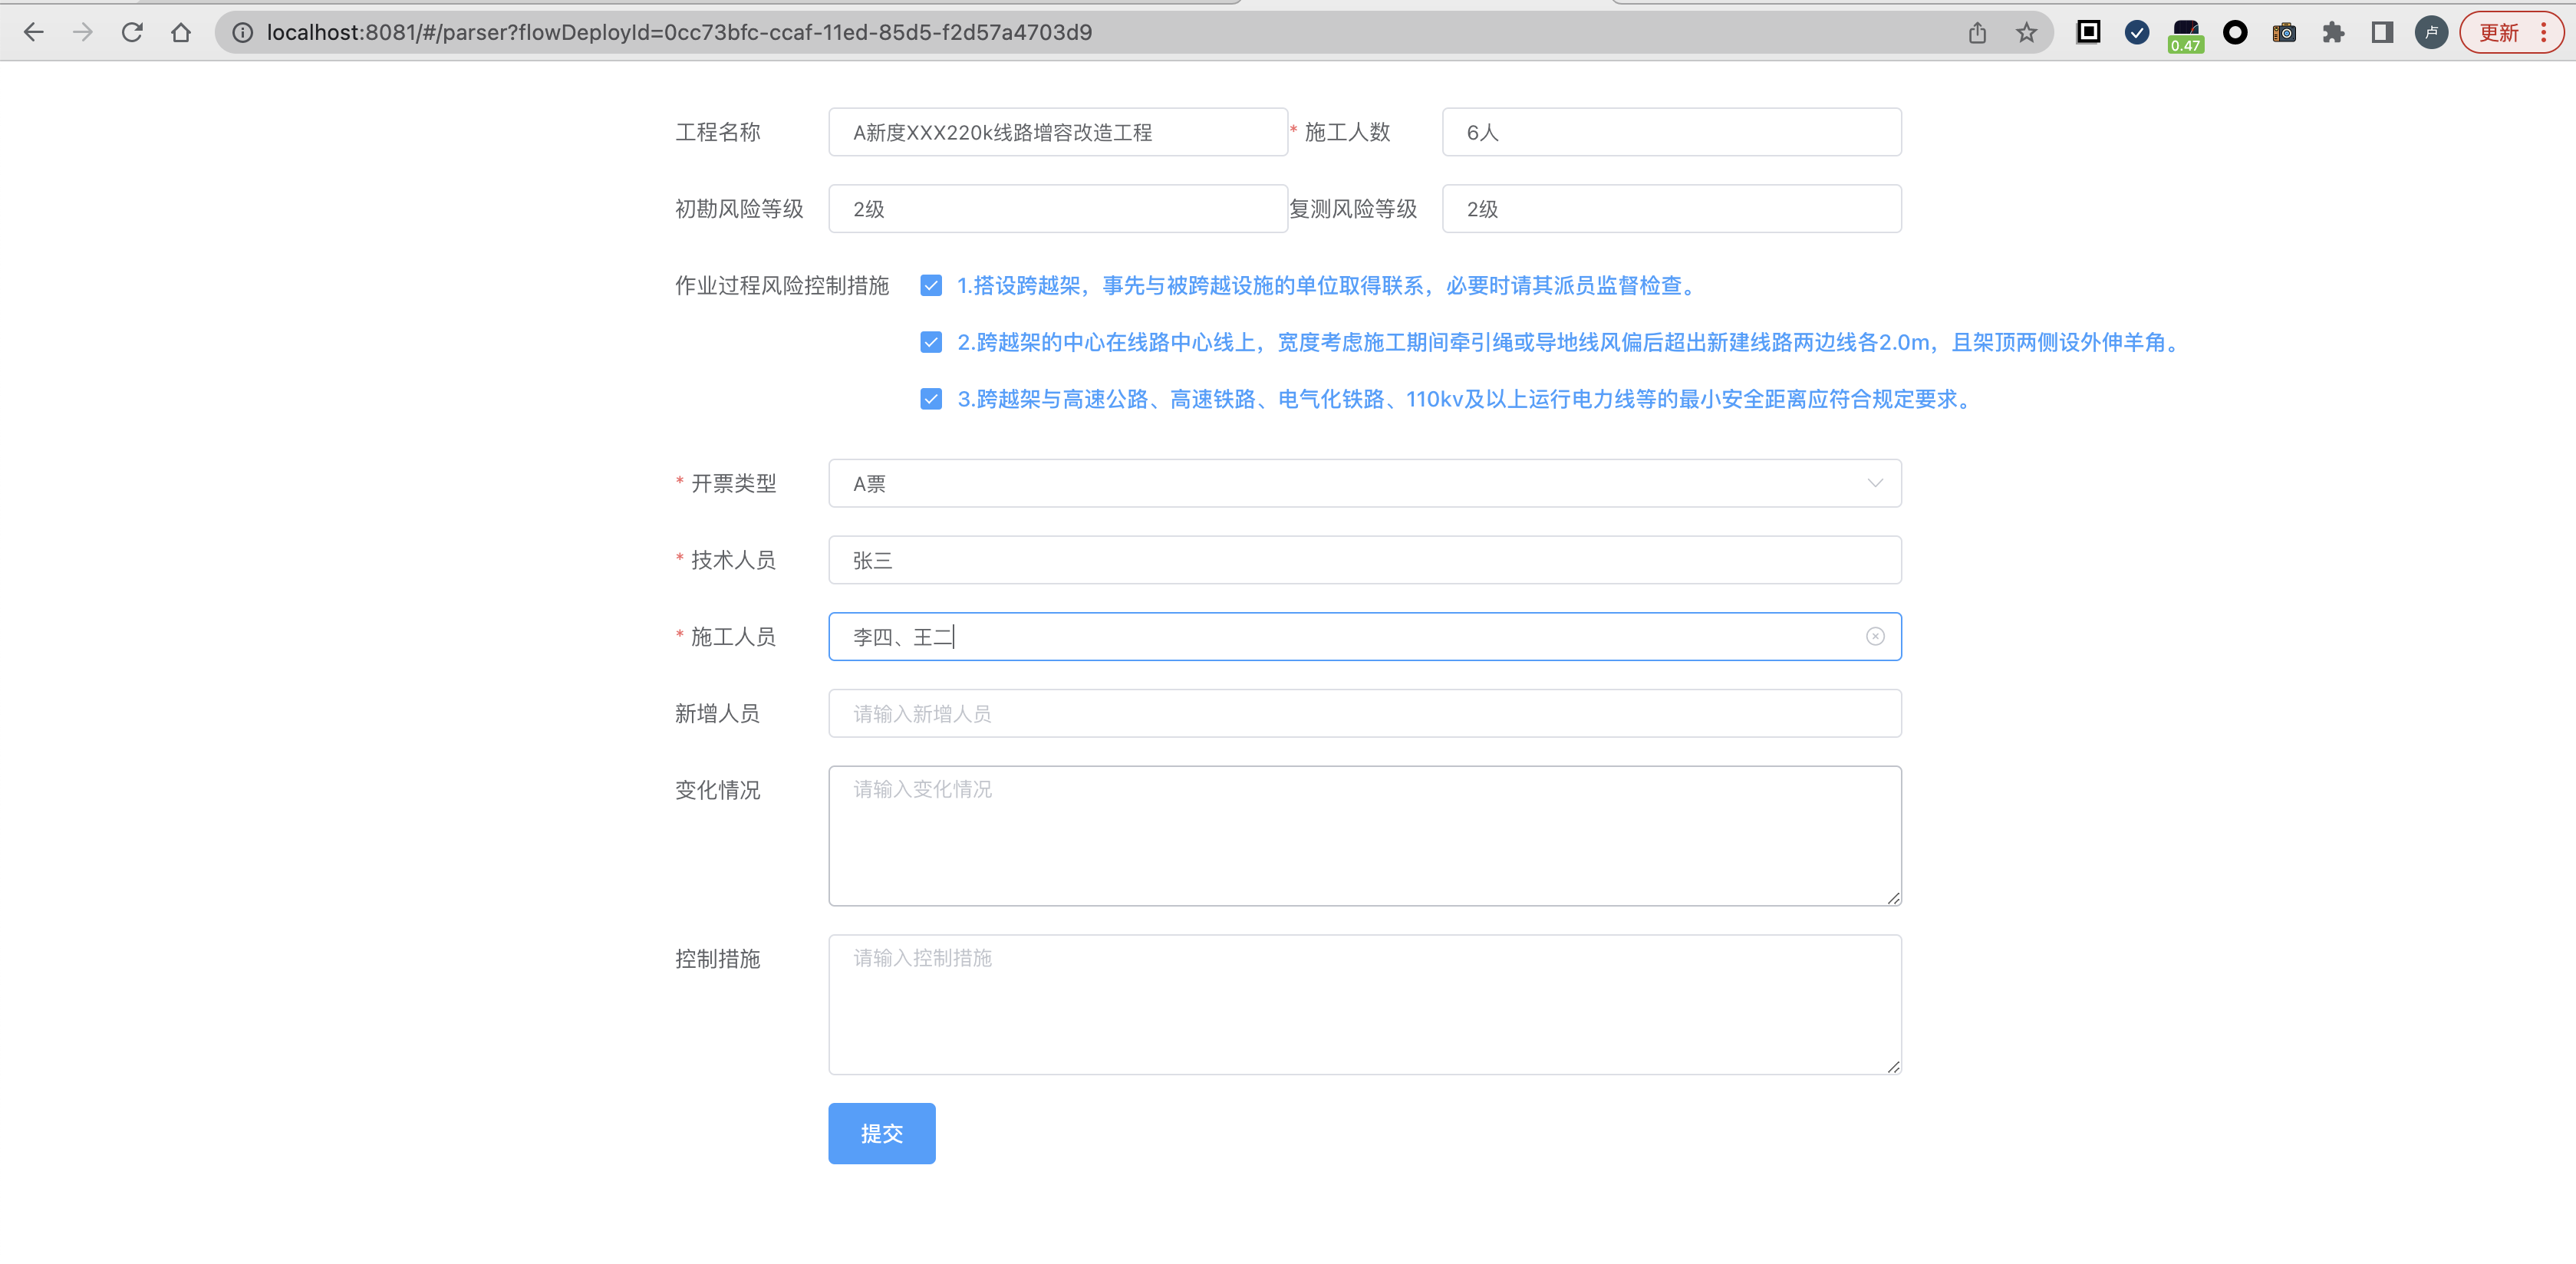 localhost:8081/#/parser?flowDeployId=0cc73bfc-ccaf-11ed-85d5-f2d57a4703d9
0.47
卢
更新
工程名称 A新度XXX220k线路增容改造工程 * 施工人数 6人
初勘风险等级 2级 复测风险等级 2级
作业过程风险控制措施 1.搭设跨越架，事先与被跨越设施的单位取得联系，必要时请其派员监督检查。
2.跨越架的中心在线路中心线上，宽度考虑施工期间牵引绳或导地线风偏后超出新建线路两边线各2.0m，且架顶两侧设外伸羊角。
3.跨越架与高速公路、高速铁路、电气化铁路、110kv及以上运行电力线等的最小安全距离应符合规定要求。
* 开票类型 A票
* 技术人员 张三
* 施工人员 李四、王二
新增人员 请输入新增人员
变化情况 请输入变化情况
控制措施 请输入控制措施
提交